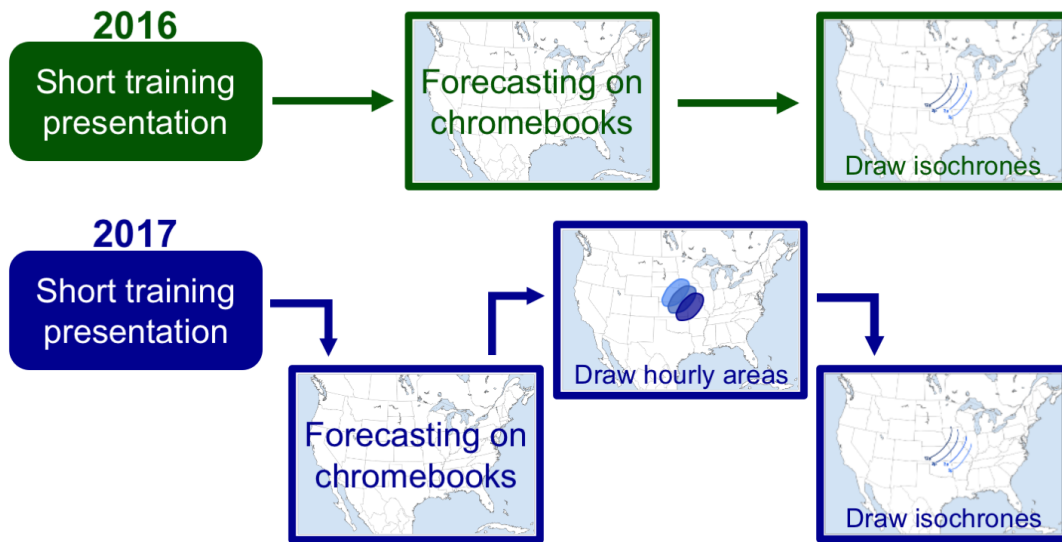 2016
Short training
presentation
Forecasting on
chromebooks
Draw isochrones
2017
Short training
presentation
Forecasting on
chromebooks
Draw hourly areas
Draw isochrones